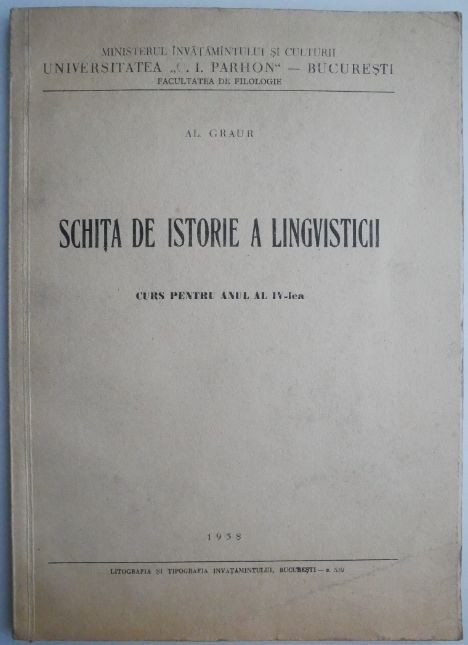 MINISTERUL ÎNVĂȚĂMÎNTULUI ȘI CULTURII
UNIVERSITATEA „C. I. PARHON“ — BUCUREȘTI
FACULTATEA DE FILOLOGIE
AL. GRAUR
SCHIȚA DE ISTORIE A LINGVISTICII
CURS PENTRU ANUL AL IV-lea
1958
LITOGRAFIA ȘI TIPOGRAFIA ÎNVĂȚĂMÎNTULUI, BUCUREȘTI —